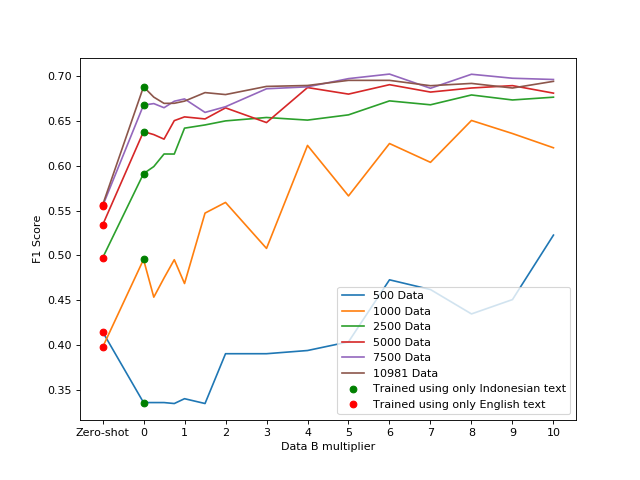 0.70
0.65
0.60
0.55
0.50
0.45
0.40
0.35
F1 Score
500 Data
1000 Data
2500 Data
5000 Data
7500 Data
10981 Data
Trained using only Indonesian text
Trained using only English text
Zero-shot 0 1 2 3 4 5 6 7 8 9 10
Data B multiplier